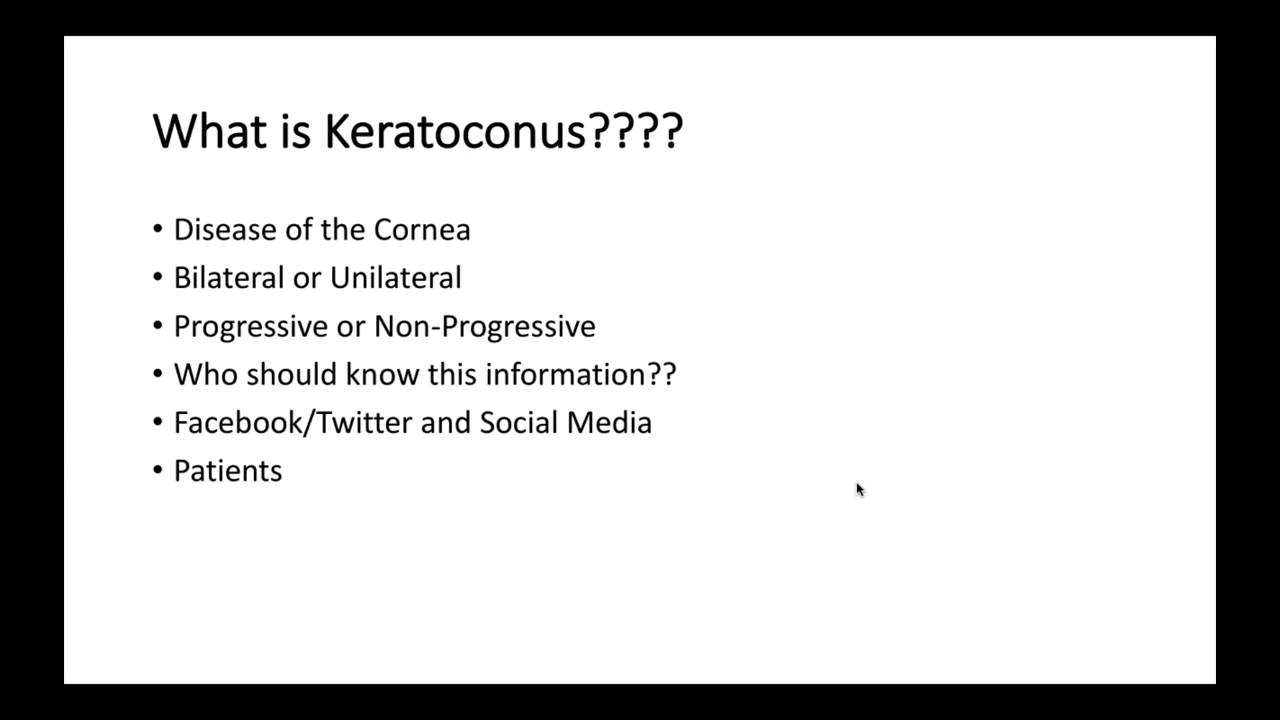 What is Keratoconus????
• Disease of the Cornea
• Bilateral or Unilateral
• Progressive or Non-Progressive
• Who should know this information??
• Facebook/Twitter and Social Media
• Patients